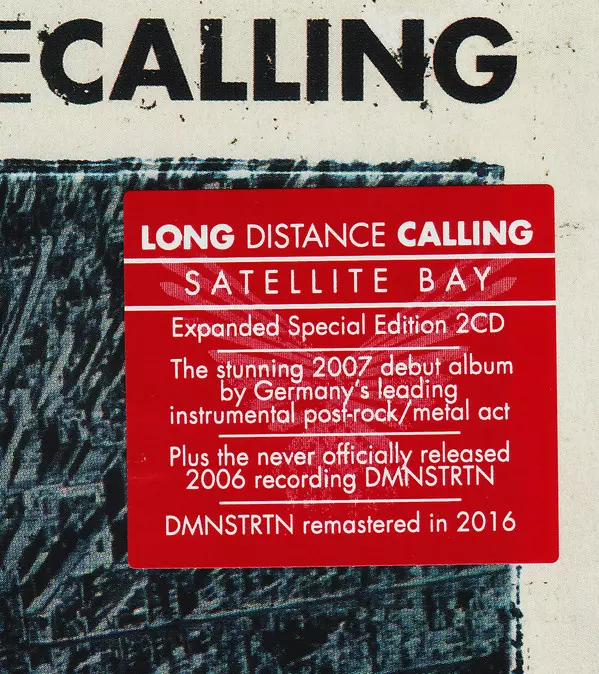 ECALLING
LONG DISTANCE CALLING
SATELLITE BAY
Expanded Special Edition 2CD
The stunning 2007 debut album
by Germany's leading
instrumental post-rock/metal act
Plus the never officially released
2006 recording DMNSTRTN
DMNSTRTN remastered in 2016